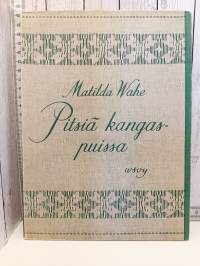 Matilda Wahe
Pitsiä kangas-
puissa
wsoy